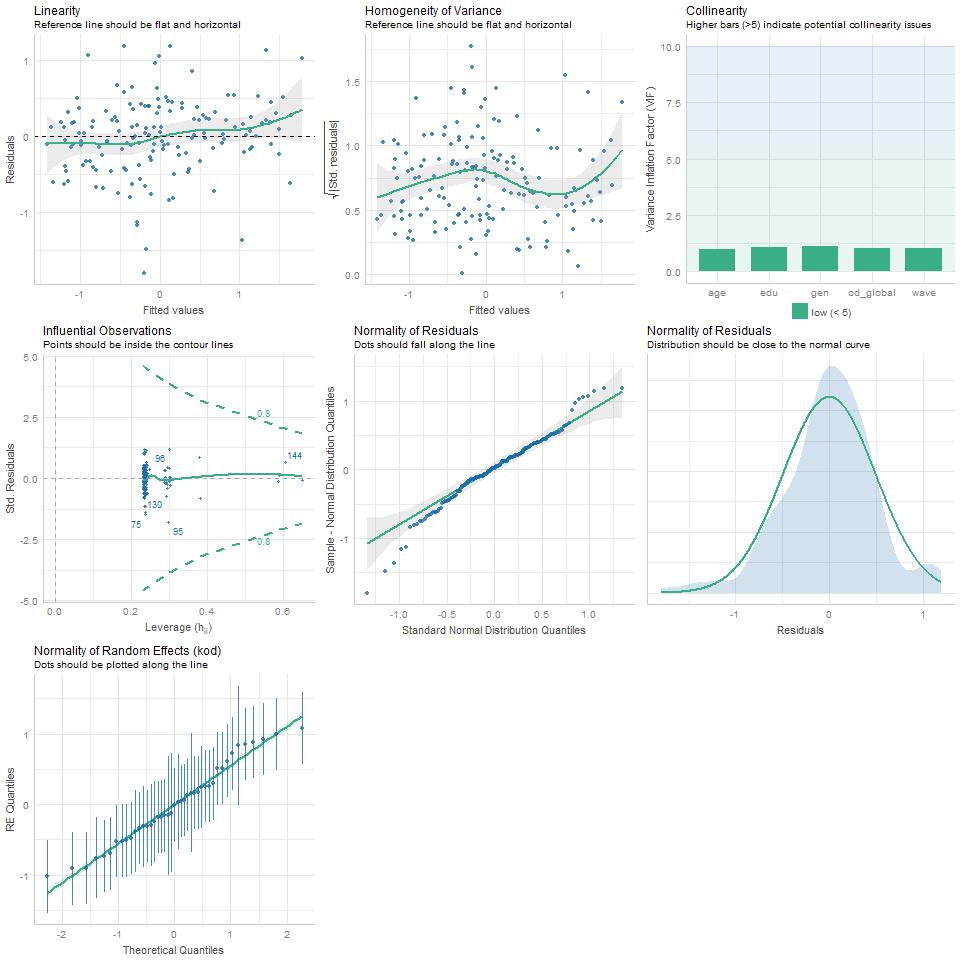 Linearity
Reference line should be flat and horizontal
Residuals
1
0
-1
-1
0
1
Fitted values
Homogeneity of Variance
Reference line should be flat and horizontal
√|Std. residuals|
1.5
1.0
0.5
0.0
-1
0
1
Fitted values
Collinearity
Higher bars (>5) indicate potential collinearity issues
Variance Inflation Factor (VIF)
10.0
7.5
5.0
2.5
0.0
age
edu
gen
od_global
wave
low (< 5)
Influential Observations
Points should be inside the contour lines
Std. Residuals
5.0
2.5
0.0
-2.5
-5.0
0.8
96
144
130
75
95
0.8
0.0
0.2
0.4
0.6
Leverage (hii)
Normality of Residuals
Dots should fall along the line
Sample - Normal Distribution Quantiles
1
0
-1
-1.0
-0.5
0.0
0.5
1.0
Standard Normal Distribution Quantiles
Normality of Residuals
Distribution should be close to the normal curve
-1
0
1
Residuals
Normality of Random Effects (kod)
Dots should be plotted along the line
RE Quantiles
1
0
-1
-2
-1
0
1
2
Theoretical Quantiles